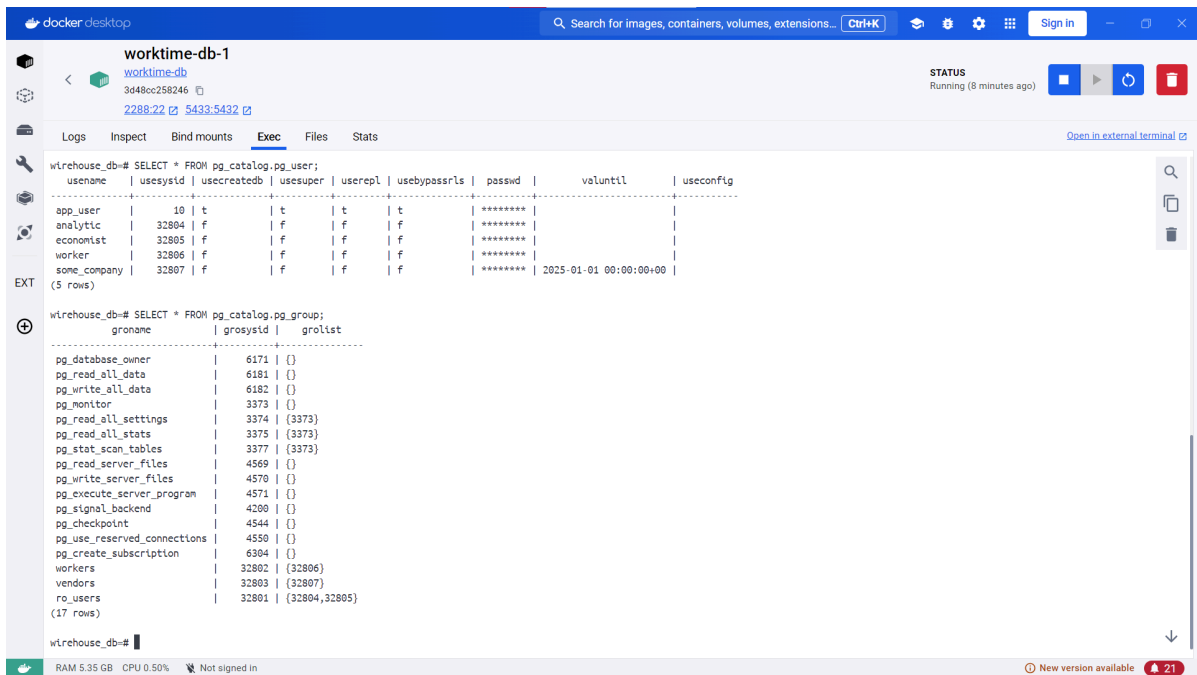 docker desktop
Search for images, containers, volumes, extensions... Ctrl+K
Sign in
worktime-db-1
worktime-db
3d48cc258246
2288:22 5433:5432
STATUS
Running (8 minutes ago)
Logs Inspect Bind mounts Exec Files Stats
Open in external terminal
EXT
wirehouse_db=# SELECT * FROM pg_catalog.pg_user;
usename | usesysid | usecreatedb | usesuper | userepl | usebypassrls | passwd | valuntil | useconfig
-------------+----------+-------------+----------+---------+--------------+----------+------------------------+-----------
app_user | 10 | t | t | t | t | ******** | |
analytic | 32804 | f | f | f | f | ******** | |
economist | 32805 | f | f | f | f | ******** | |
worker | 32806 | f | f | f | f | ******** | |
some_company | 32807 | f | f | f | f | ******** | 2025-01-01 00:00:00+00 |
(5 rows)
wirehouse_db=# SELECT * FROM pg_catalog.pg_group;
groname | grosysid | grolist
-----------------------------+----------+---------------
pg_database_owner | 6171 | {}
pg_read_all_data | 6181 | {}
pg_write_all_data | 6182 | {}
pg_monitor | 3373 | {}
pg_read_all_settings | 3374 | {3373}
pg_read_all_stats | 3375 | {3373}
pg_stat_scan_tables | 3377 | {3373}
pg_read_server_files | 4569 | {}
pg_write_server_files | 4570 | {}
pg_execute_server_program | 4571 | {}
pg_signal_backend | 4200 | {}
pg_checkpoint | 4544 | {}
pg_use_reserved_connections | 4550 | {}
pg_create_subscription | 6304 | {}
workers | 32802 | {32806}
vendors | 32803 | {32807}
ro_users | 32801 | {32804,32805}
(17 rows)
wirehouse_db=#
RAM 5.35 GB CPU 0.50% Not signed in
New version available 21